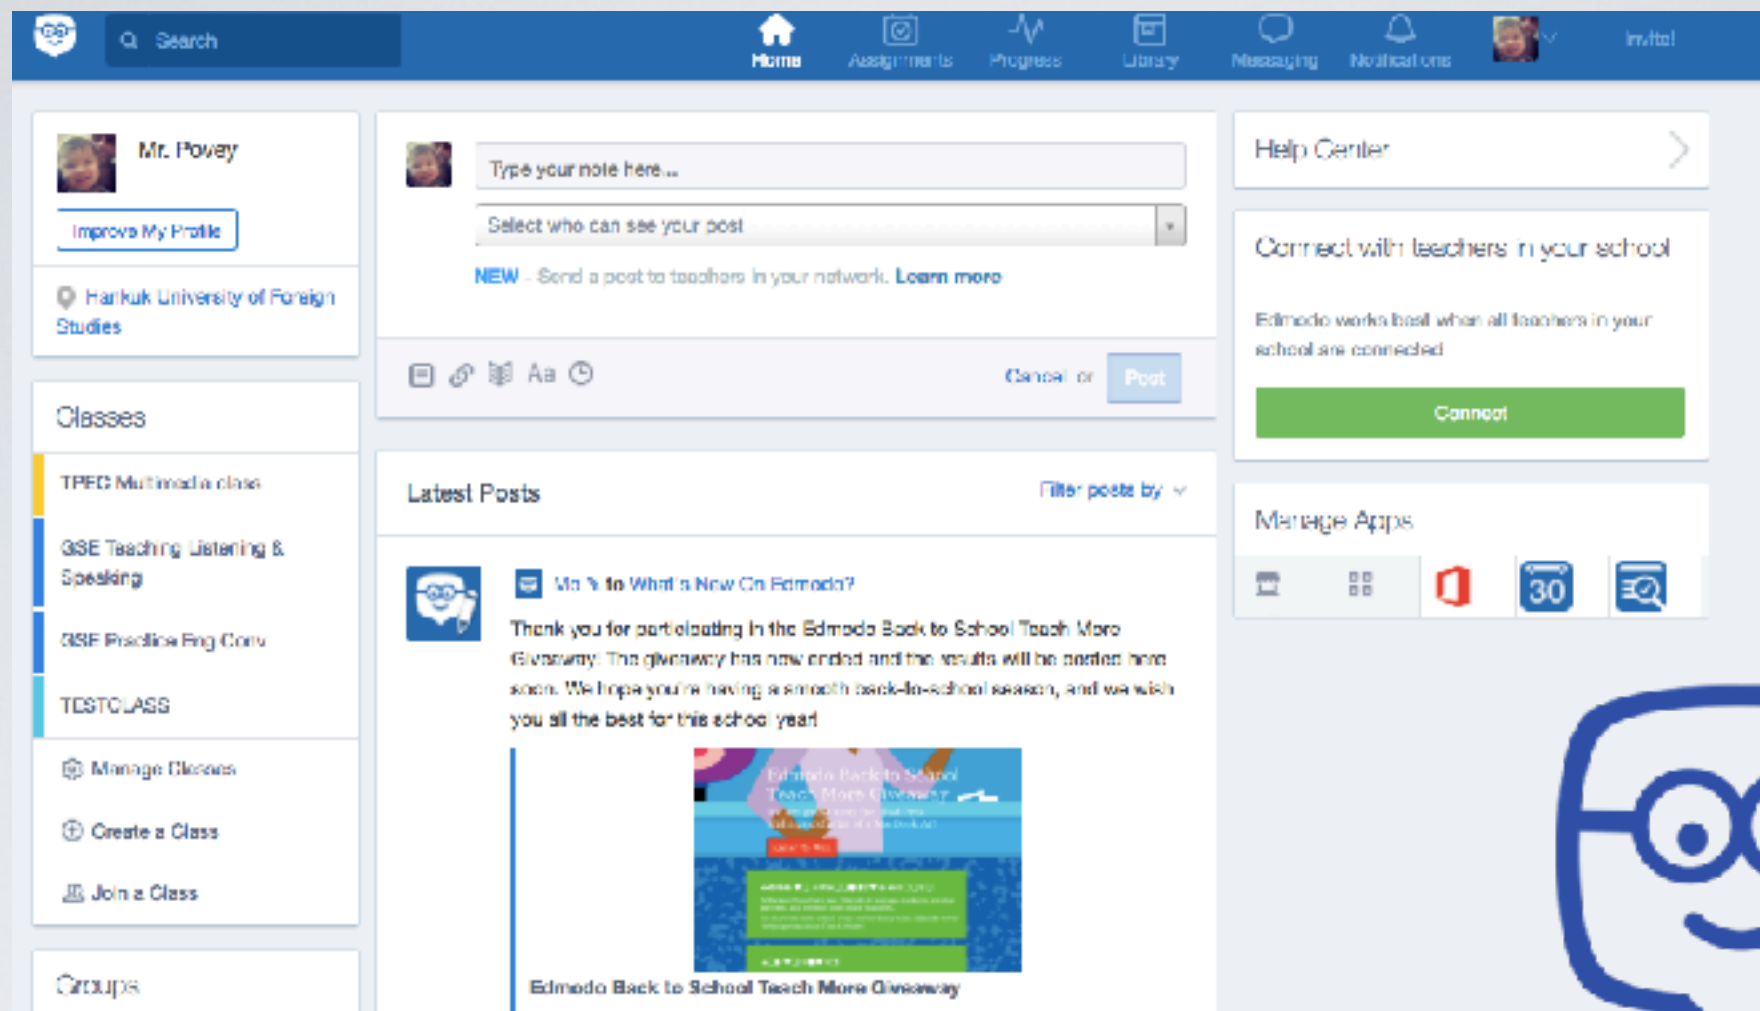 Search
Home
Assignments
Progress
Library
Messaging
Notifications
Invite!
Mr. Povey
Improve My Profile
Hankuk University of Foreign
Studies
Classes
TPEC Multimedia class
GSE Teaching Listening &
Speaking
GSE Practice Eng Conv
TESTCLASS
Manage Classes
Create a Class
Join a Class
Groups
Type your note here...
Select who can see your post
NEW - Send a post to teachers in your network. Learn more
Aa
Cancel or Post
Latest Posts
Filter posts by
to What's New On Edmodo?
Thank you for participating in the Edmodo Back to School Teach More
Giveaway! The giveaway has now ended and the results will be posted here
soon. We hope you're having a smooth back-to-school season, and we wish
you all the best for this school year!
Edmodo Back to School
Teach More Giveaway
Edmodo Back to School Teach More Giveaway
Help Center
Connect with teachers in your school
Edmodo works best when all teachers in your
school are connected
Connect
Manage Apps
30